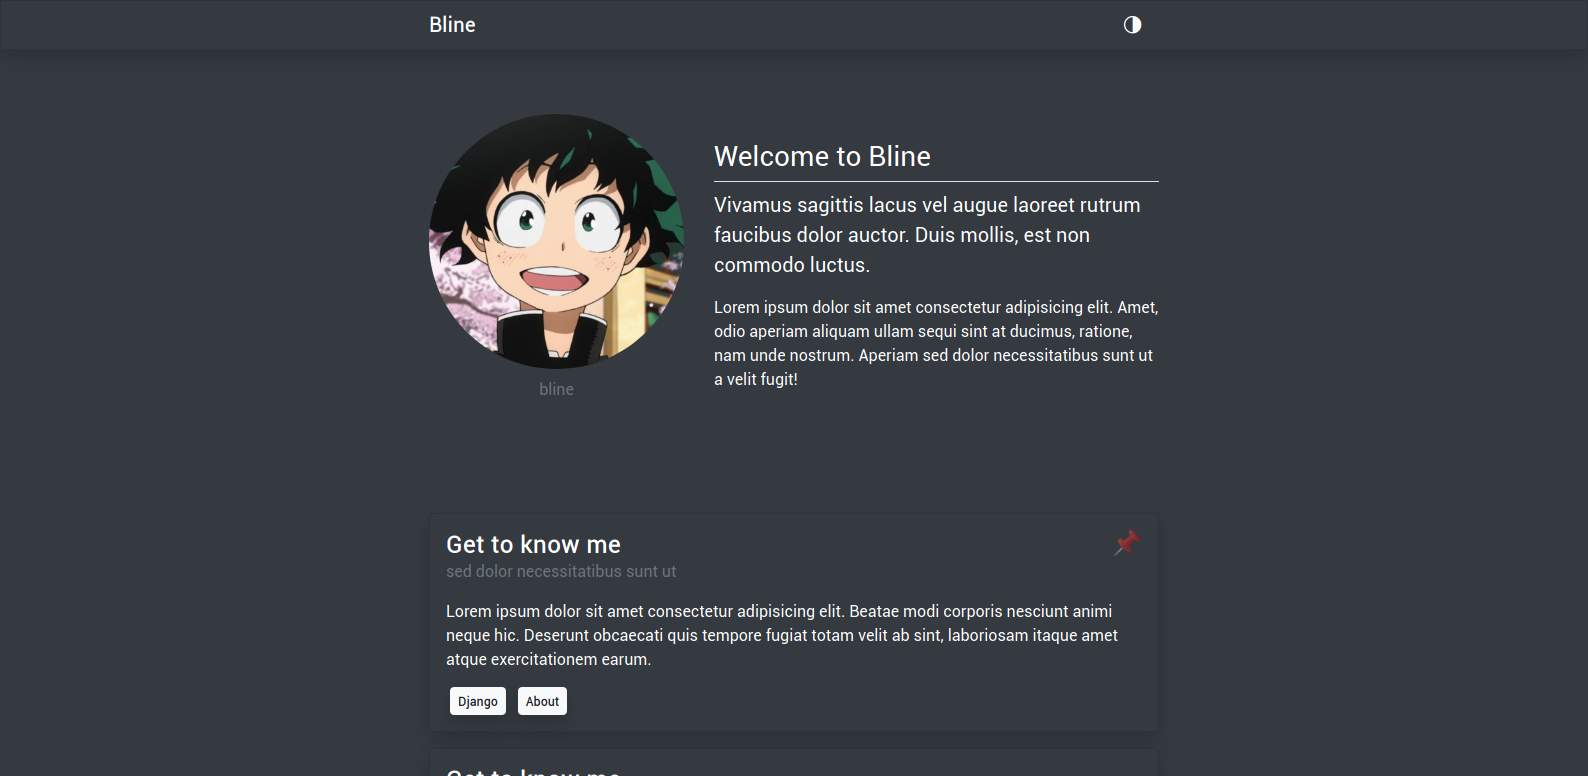 Bline
Welcome to Bline
Vivamus sagittis lacus vel augue laoreet rutrum
faucibus dolor auctor. Duis mollis, est non
commodo luctus.
Lorem ipsum dolor sit amet consectetur adipisicing elit. Amet,
odio aperiam aliquam ullam sequi sint at ducimus, ratione,
nam unde nostrum. Aperiam sed dolor necessitatibus sunt ut
a velit fugit!
bline
Get to know me
sed dolor necessitatibus sunt ut
Lorem ipsum dolor sit amet consectetur adipisicing elit. Beatae modi corporis nesciunt animi
neque hic. Deserunt obcaecati quis tempore fugiat totam velit ab sint, laboriosam itaque amet
atque exercitationem earum.
Django About
Get to know me